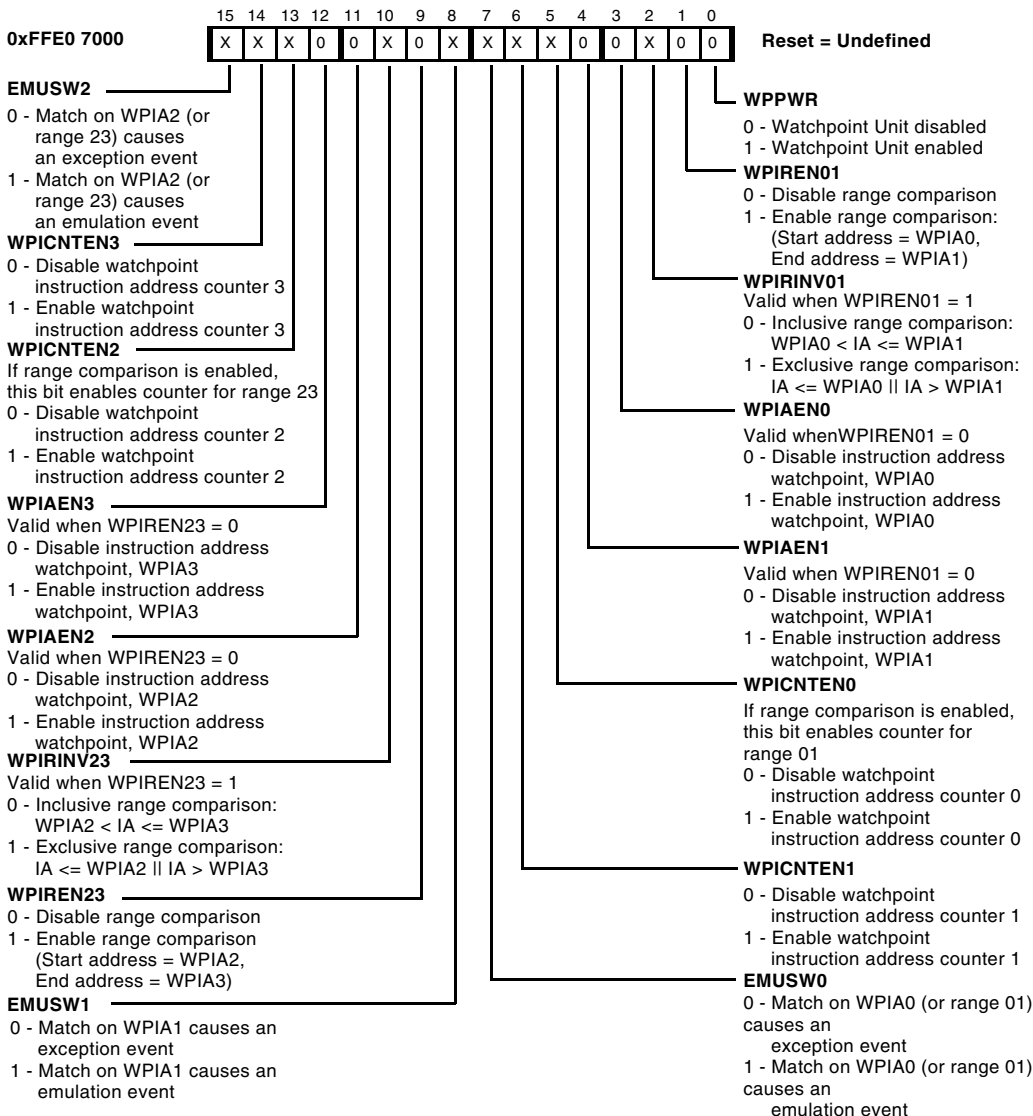 15 14 13 12 11 10 9 8 7 6 5 4 3 2 1 0
0xFFE0 7000
X X X 0 0 X 0 X X X X 0 0 X 0 0
Reset = Undefined
EMUSW2
0 - Match on WPIA2 (or
range 23) causes
an exception event
1 - Match on WPIA2 (or
range 23) causes
an emulation event
WPICNTEN3
0 - Disable watchpoint
instruction address counter 3
1 - Enable watchpoint
instruction address counter 3
WPICNTEN2
If range comparison is enabled,
this bit enables counter for range 23
0 - Disable watchpoint
instruction address counter 2
1 - Enable watchpoint
instruction address counter 2
WPIAEN3
Valid when WPIREN23 = 0
0 - Disable instruction address
watchpoint, WPIA3
1 - Enable instruction address
watchpoint, WPIA3
WPIAEN2
Valid when WPIREN23 = 0
0 - Disable instruction address
watchpoint, WPIA2
1 - Enable instruction address
watchpoint, WPIA2
WPIRINV23
Valid when WPIREN23 = 1
0 - Inclusive range comparison:
WPIA2 < IA <= WPIA3
1 - Exclusive range comparison:
IA <= WPIA2 || IA > WPIA3
WPIREN23
0 - Disable range comparison
1 - Enable range comparison
(Start address = WPIA2,
End address = WPIA3)
EMUSW1
0 - Match on WPIA1 causes an
exception event
1 - Match on WPIA1 causes an
emulation event
WPPWR
0 - Watchpoint Unit disabled
1 - Watchpoint Unit enabled
WPIREN01
0 - Disable range comparison
1 - Enable range comparison:
(Start address = WPIA0,
End address = WPIA1)
WPIRINV01
Valid when WPIREN01 = 1
0 - Inclusive range comparison:
WPIA0 < IA <= WPIA1
1 - Exclusive range comparison:
IA <= WPIA0 || IA > WPIA1
WPIAEN0
Valid whenWPIREN01 = 0
0 - Disable instruction address
watchpoint, WPIA0
1 - Enable instruction address
watchpoint, WPIA0
WPIAEN1
Valid when WPIREN01 = 0
0 - Disable instruction address
watchpoint, WPIA1
1 - Enable instruction address
watchpoint, WPIA1
WPICNTEN0
If range comparison is enabled,
this bit enables counter for
range 01
0 - Disable watchpoint
instruction address counter 0
1 - Enable watchpoint
instruction address counter 0
WPICNTEN1
0 - Disable watchpoint
instruction address counter 1
1 - Enable watchpoint
instruction address counter 1
EMUSW0
0 - Match on WPIA0 (or range 01)
causes an
exception event
1 - Match on WPIA0 (or range 01)
causes an
emulation event